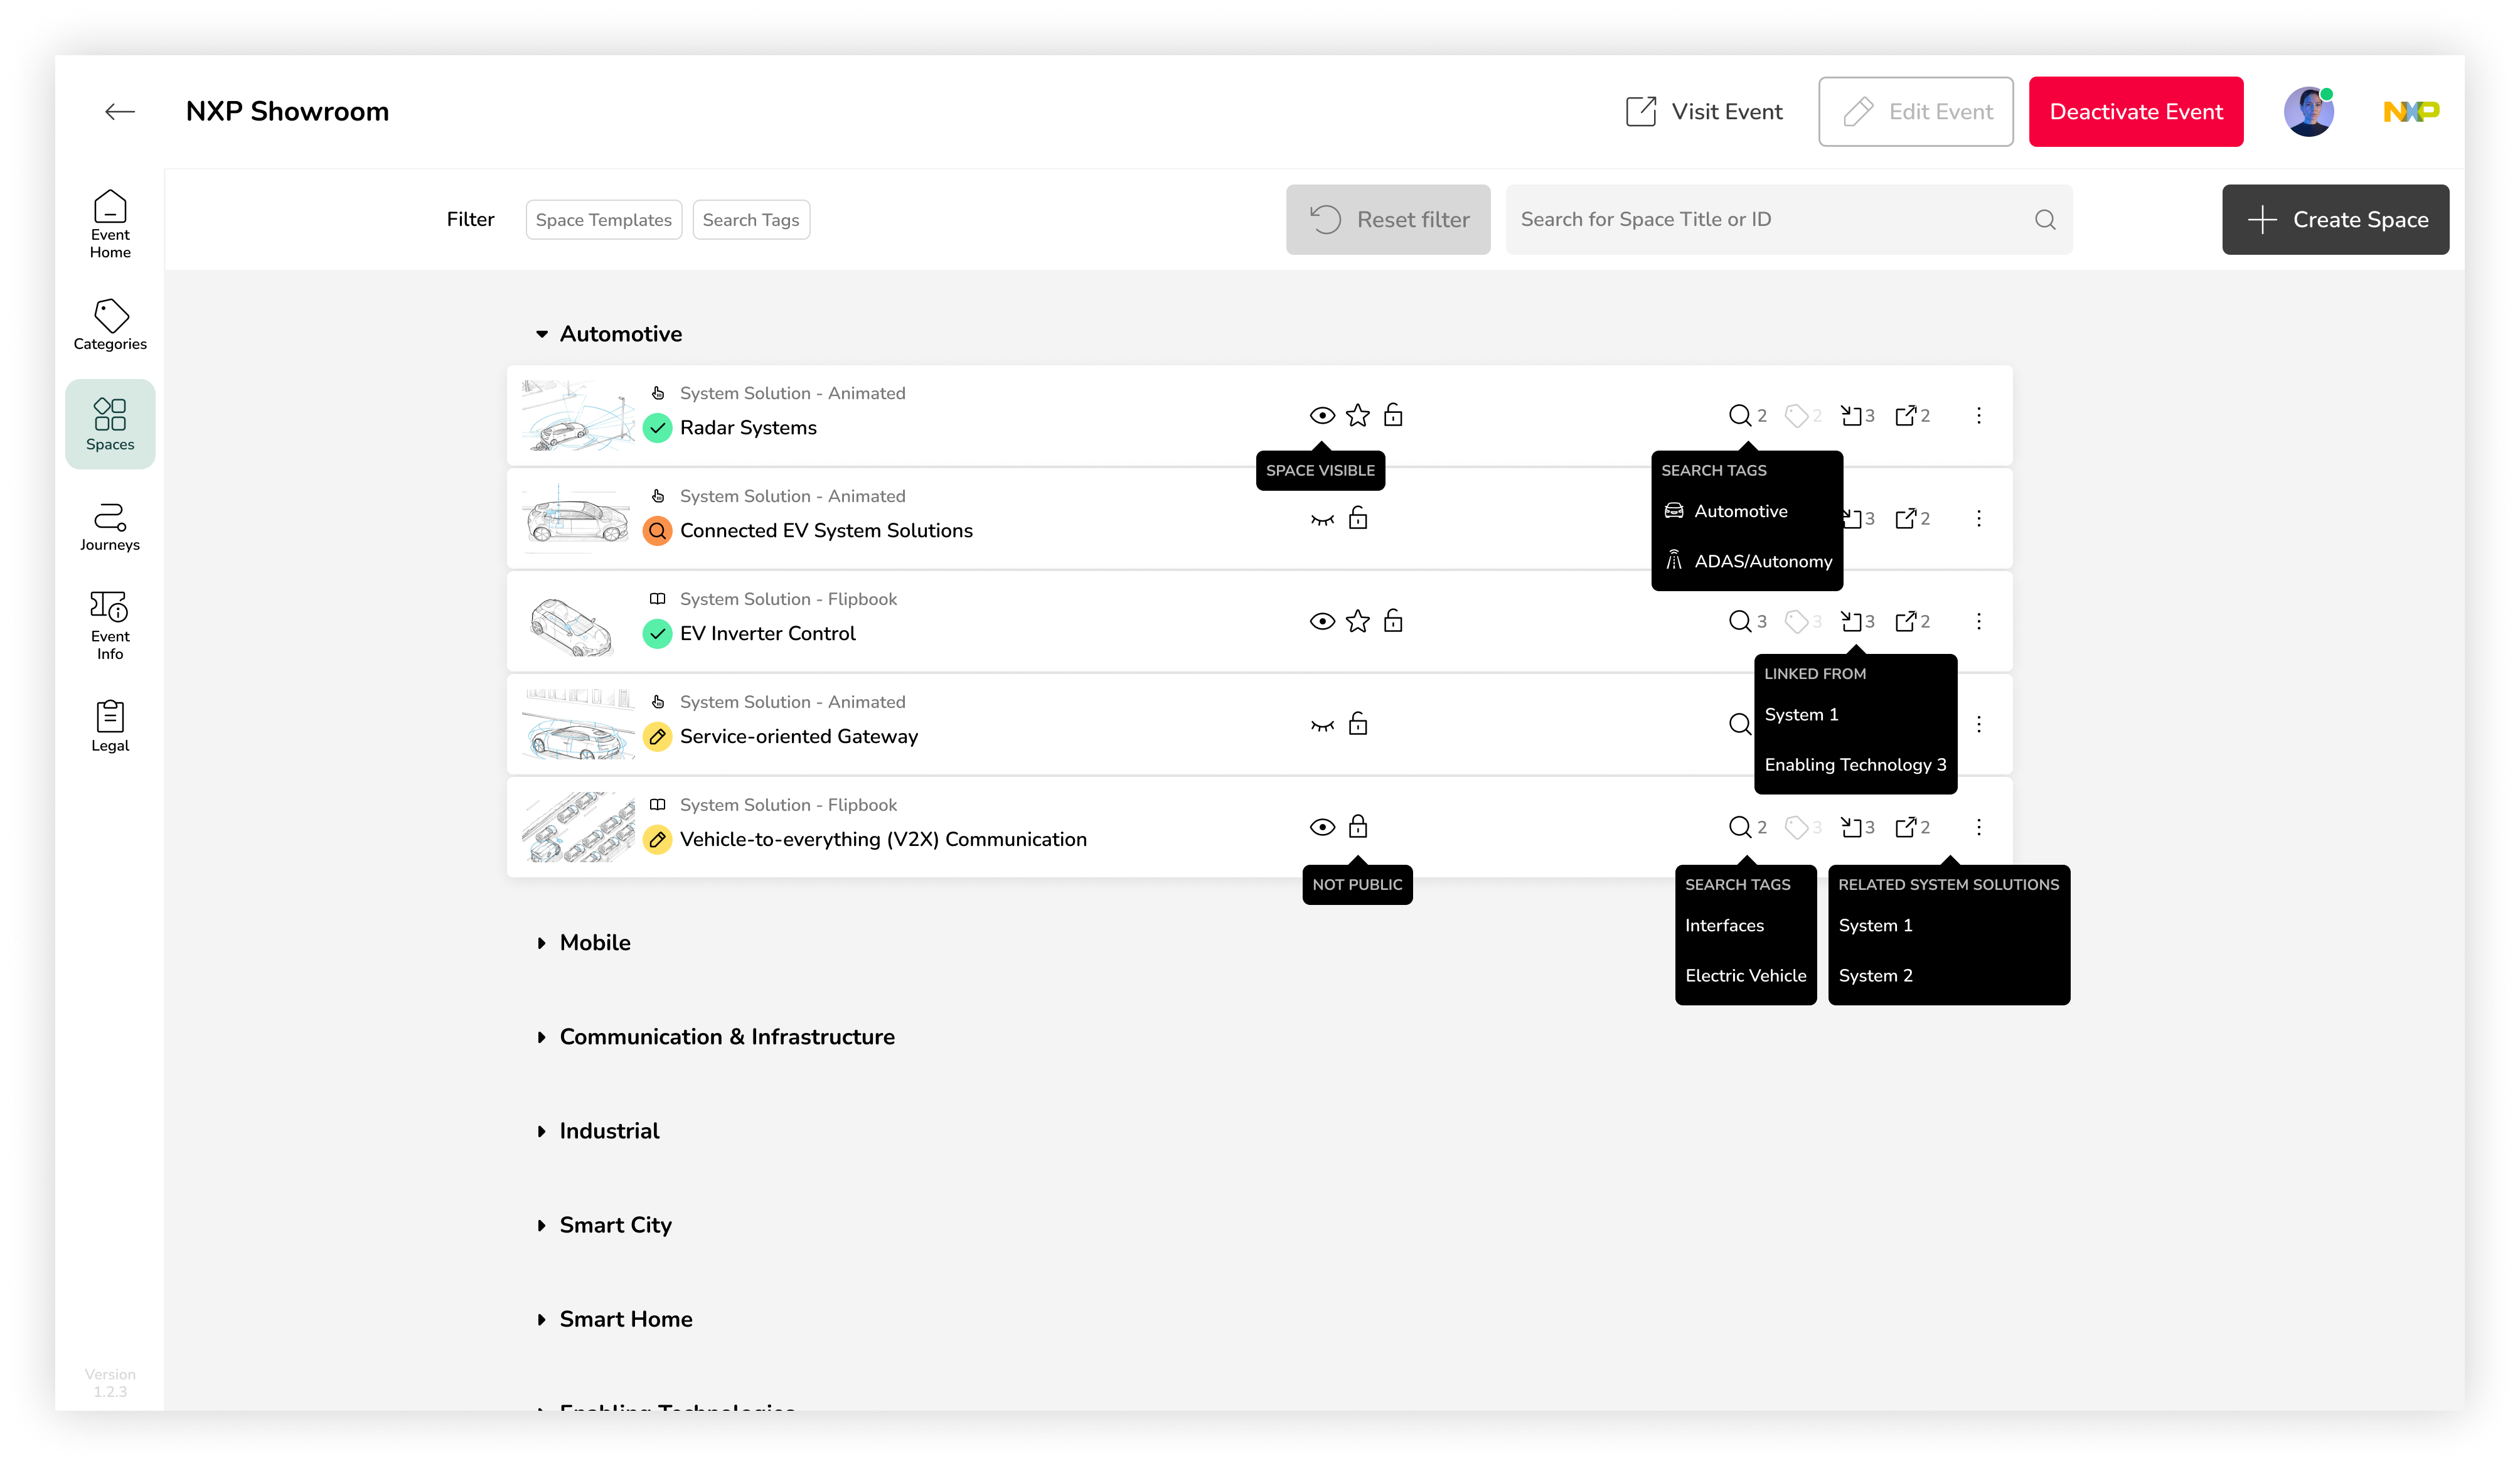 NXP Showroom
Visit Event
Edit Event
Deactivate Event
NXP
Event
Home
Categories
Spaces
Journeys
Event
Info
Legal
Version
1.2.3
Filter
Space Templates
Search Tags
Reset filter
Search for Space Title or ID
Create Space
Automotive
System Solution - Animated
Radar Systems
2
2
3
2
SPACE VISIBLE
SEARCH TAGS
Automotive
ADAS/Autonomy
System Solution - Animated
Connected EV System Solutions
3
2
System Solution - Flipbook
EV Inverter Control
3
3
3
2
LINKED FROM
System 1
Enabling Technology 3
System Solution - Animated
Service-oriented Gateway
System Solution - Flipbook
Vehicle-to-everything (V2X) Communication
2
3
3
2
NOT PUBLIC
SEARCH TAGS
Interfaces
Electric Vehicle
RELATED SYSTEM SOLUTIONS
System 1
System 2
Mobile
Communication & Infrastructure
Industrial
Smart City
Smart Home
Enabling Technologies